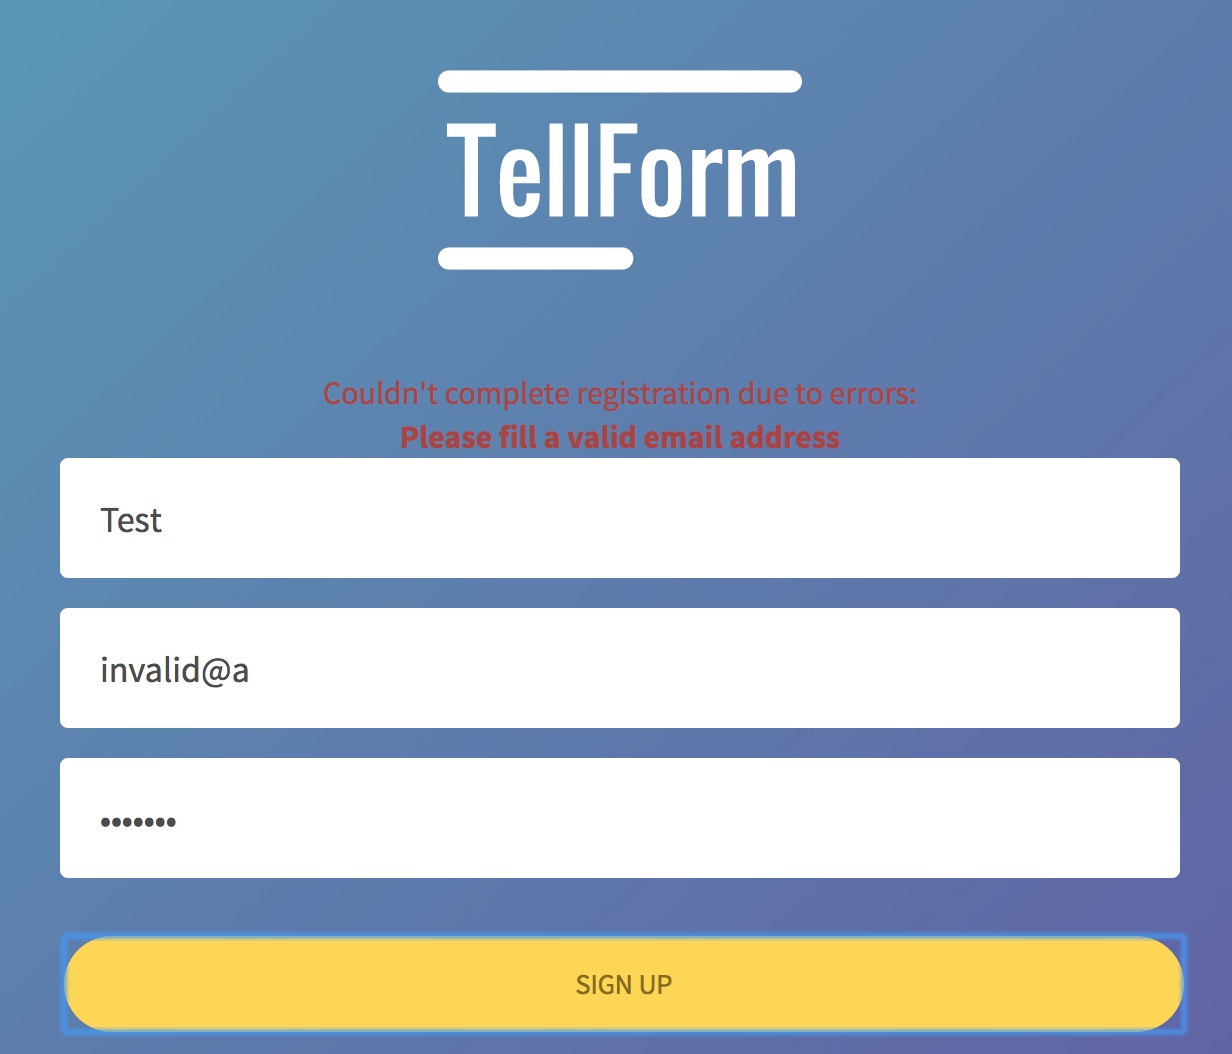 TellForm
Couldn't complete registration due to errors:
Please fill a valid email address
Test
invalid@a
•••••••
SIGN UP